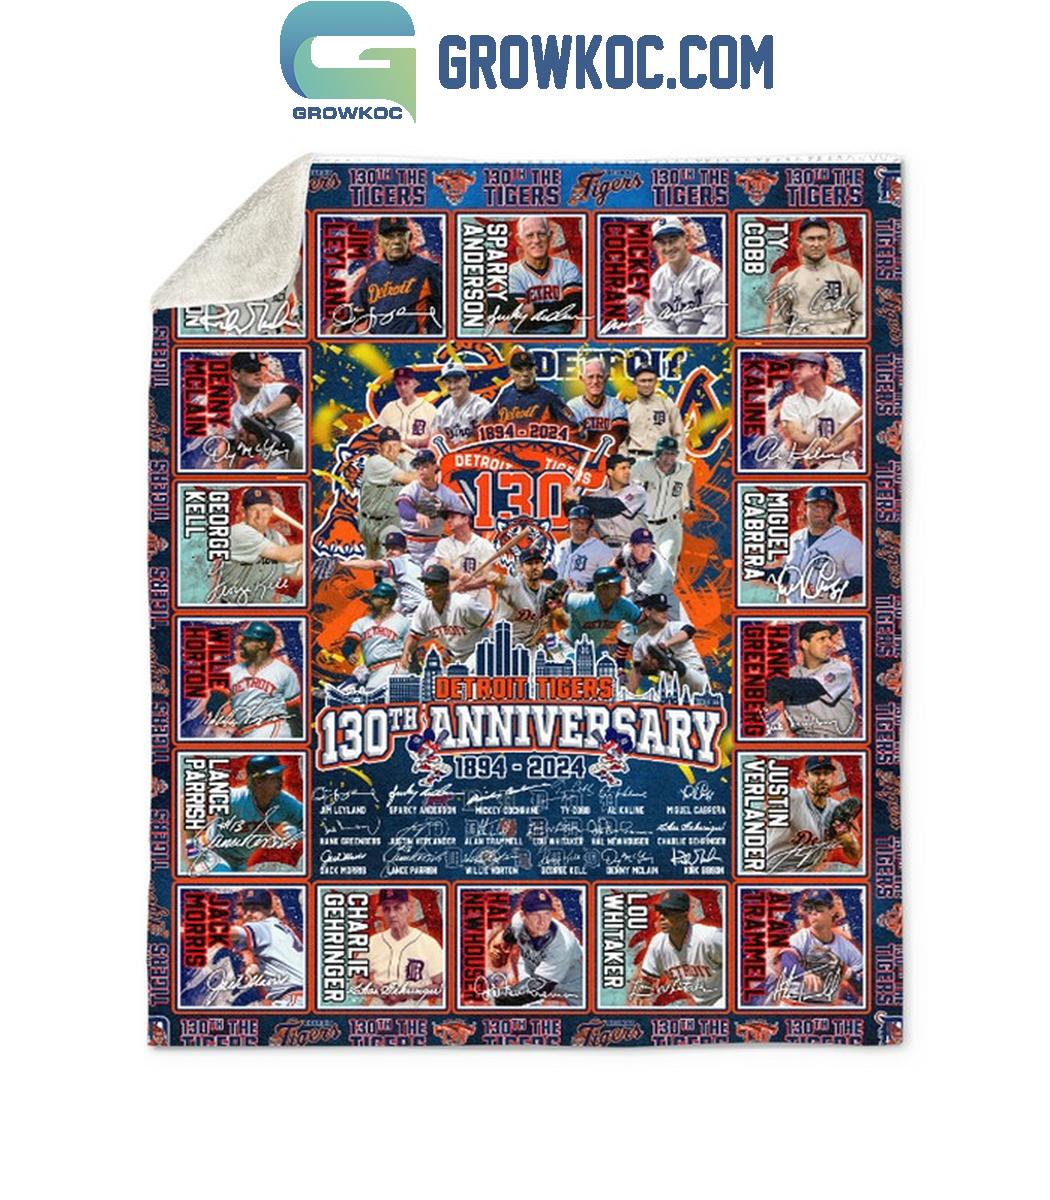 GROWKOC
GROWKOC.COM
130TH THE TIGERS
130TH THE TIGERS
Tigers
130TH THE TIGERS
130TH THE TIGERS
JIM LEYLAND
SPARKY ANDERSON
MICKEY COCHRANE
TY COBB
DENNY MCLAIN
AL KALINE
GEORGE KELL
MIGUEL CABRERA
WILLIE HORTON
HANK GREENBERG
LANCE PARRISH
JUSTIN VERLANDER
JACK MORRIS
CHARLIE GEHRINGER
HAL NEWHOUSER
LOU WHITAKER
ALAN TRAMMELL
DETROIT
1894 - 2024
DETROIT TIGERS
130
DETROIT TIGERS
130TH ANNIVERSARY
1894 - 2024
JIM LEYLAND SPARKY ANDERSON MICKEY COCHRANE TY COBB AL KALINE MIGUEL CABRERA
HANK GREENBERG JUSTIN VERLANDER ALAN TRAMMELL LOU WHITAKER HAL NEWHOUSER CHARLIE GEHRINGER
JACK MORRIS LANCE PARRISH WILLIE HORTON GEORGE KELL DENNY MCLAIN KIRK GIBSON
130TH THE TIGERS
Tigers
130TH THE TIGERS
130TH THE TIGERS
Tigers
130TH THE TIGERS
130TH THE TIGERS